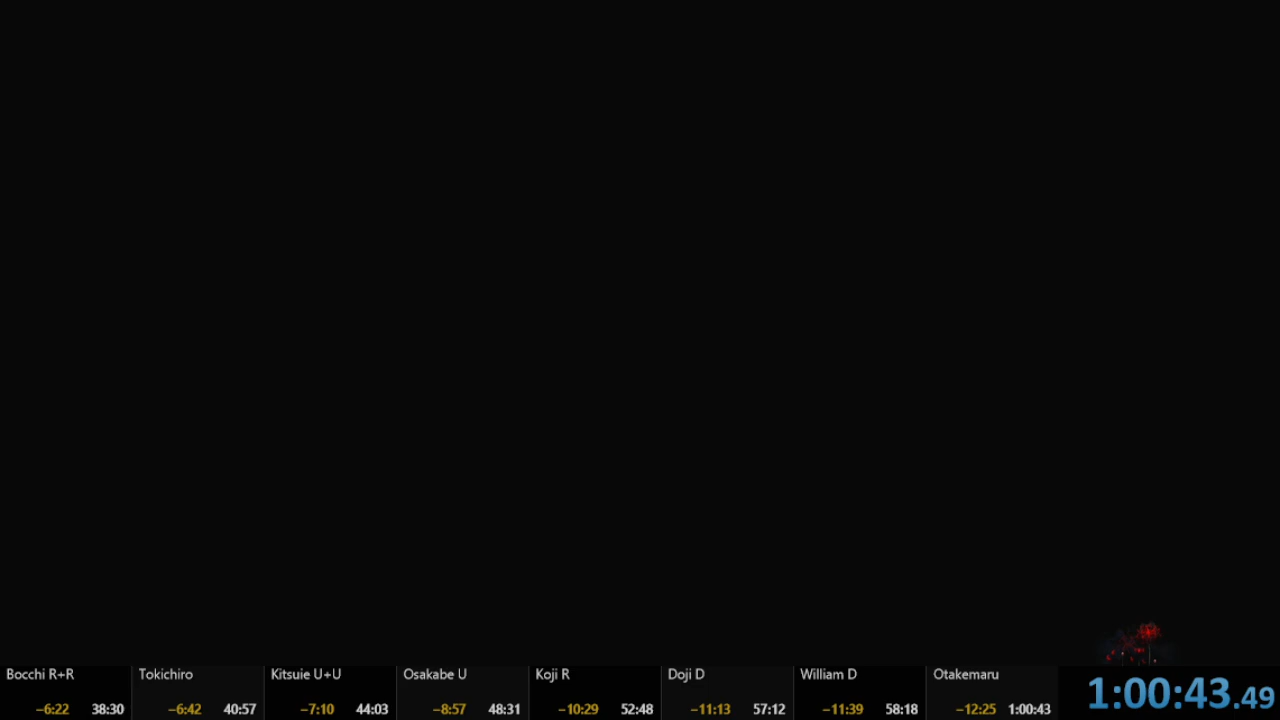 Bocchi R+R
−6:22 38:30
Tokichiro
−6:42 40:57
Kitsuie U+U
−7:10 44:03
Osakabe U
−8:57 48:31
Koji R
−10:29 52:48
Doji D
−11:13 57:12
William D
−11:39 58:18
Otakemaru
−12:25 1:00:43
1:00:43.49